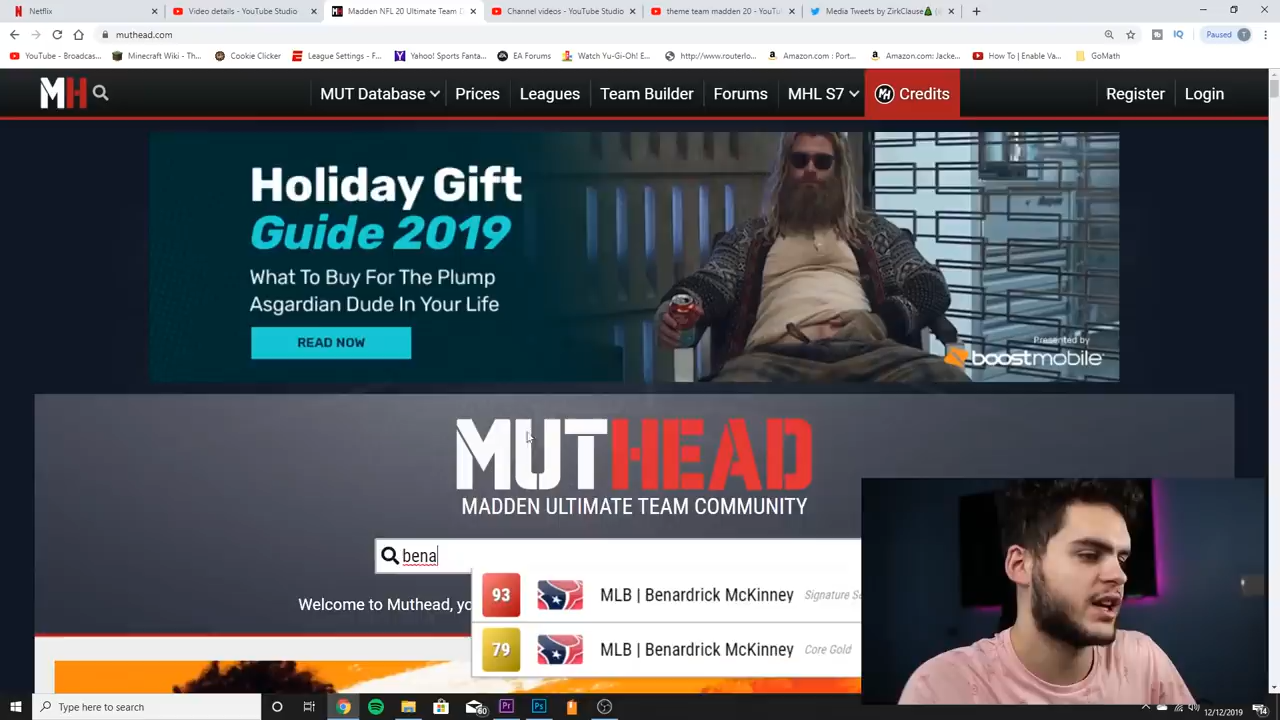 Netflix
Video details - YouTube Studio
Madden NFL 20 Ultimate Team D
Channel videos - YouTube Studio
theme team madden 20 - YouTu
Media Tweets by ZirkClause
muthead.com
Paused
T
YouTube - Broadcas...
Minecraft Wiki - Th...
Cookie Clicker
League Settings - F...
Yahoo! Sports Fanta...
EA Forums
Watch Yu-Gi-Oh! E...
http://www.routerlo...
Amazon.com : Port...
Amazon.com: Jacke...
How To | Enable Va...
GoMath
MH
MUT Database
Prices
Leagues
Team Builder
Forums
MHL S7
Credits
Register
Login
Holiday Gift
Guide 2019
What To Buy For The Plump
Asgardian Dude In Your Life
READ NOW
Presented by
boostmobile
MUTHEAD
MADDEN ULTIMATE TEAM COMMUNITY
bena
93 MLB | Benardrick McKinney Signature Se
Welcome to Muthead, yo
79 MLB | Benardrick McKinney Core Gold
Type here to search
60
12/12/2019
14